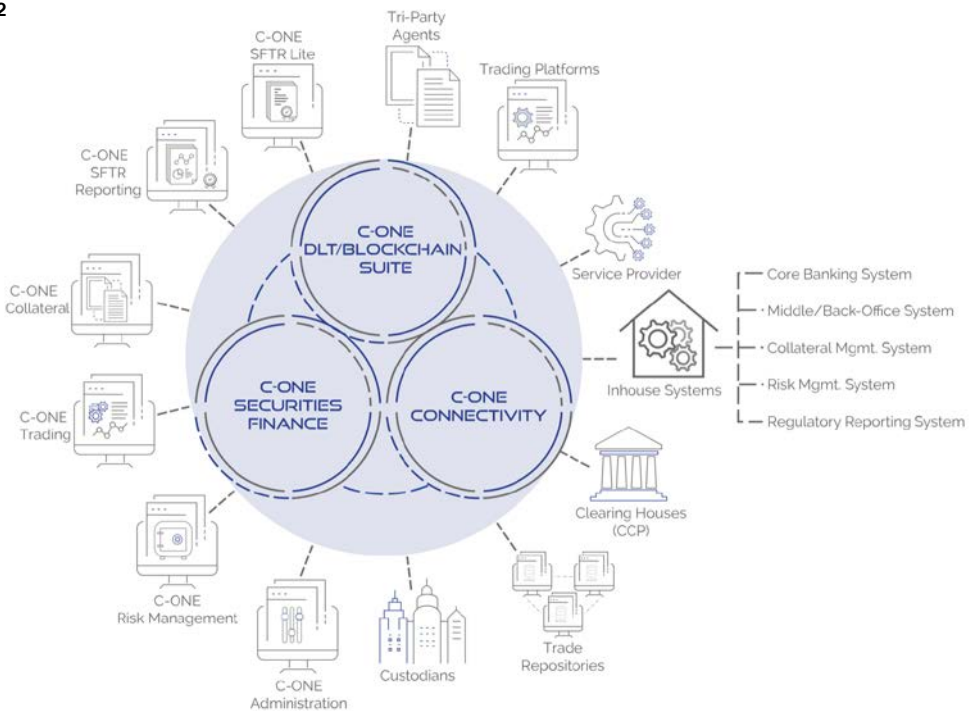 2
Tri-Party
Agents
C-ONE
SFTR Lite
Trading Platforms
C-ONE
SFTR
Reporting
C-ONE
DLT/BLOCKCHAIN
SUITE
Service Provider
Core Banking System
Middle/Back-Office System
Collateral Mgmt. System
Risk Mgmt. System
Regulatory Reporting System
Inhouse Systems
C-ONE
Collateral
C-ONE
SECURITIES
FINANCE
C-ONE
CONNECTIVITY
C-ONE
Trading
Clearing Houses
(CCP)
C-ONE
Risk Management
Trade
Repositories
Custodians
C-ONE
Administration